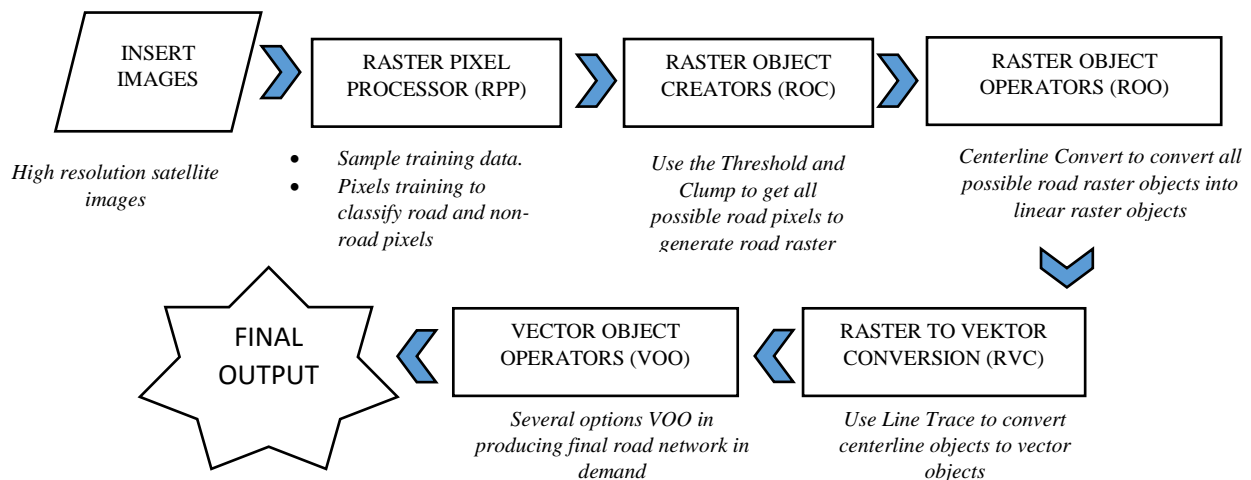 INSERT
IMAGES
High resolution satellite
images
RASTER PIXEL
PROCESSOR (RPP)
• Sample training data.
• Pixels training to
classify road and non-
road pixels
RASTER OBJECT
CREATORS (ROC)
Use the Threshold and
Clump to get all
possible road pixels to
generate road raster
RASTER OBJECT
OPERATORS (ROO)
Centerline Convert to convert all
possible road raster objects into
linear raster objects
RASTER TO VEKTOR
CONVERSION (RVC)
Use Line Trace to convert
centerline objects to vector
objects
VECTOR OBJECT
OPERATORS (VOO)
Several options VOO in
producing final road network in
demand
FINAL
OUTPUT